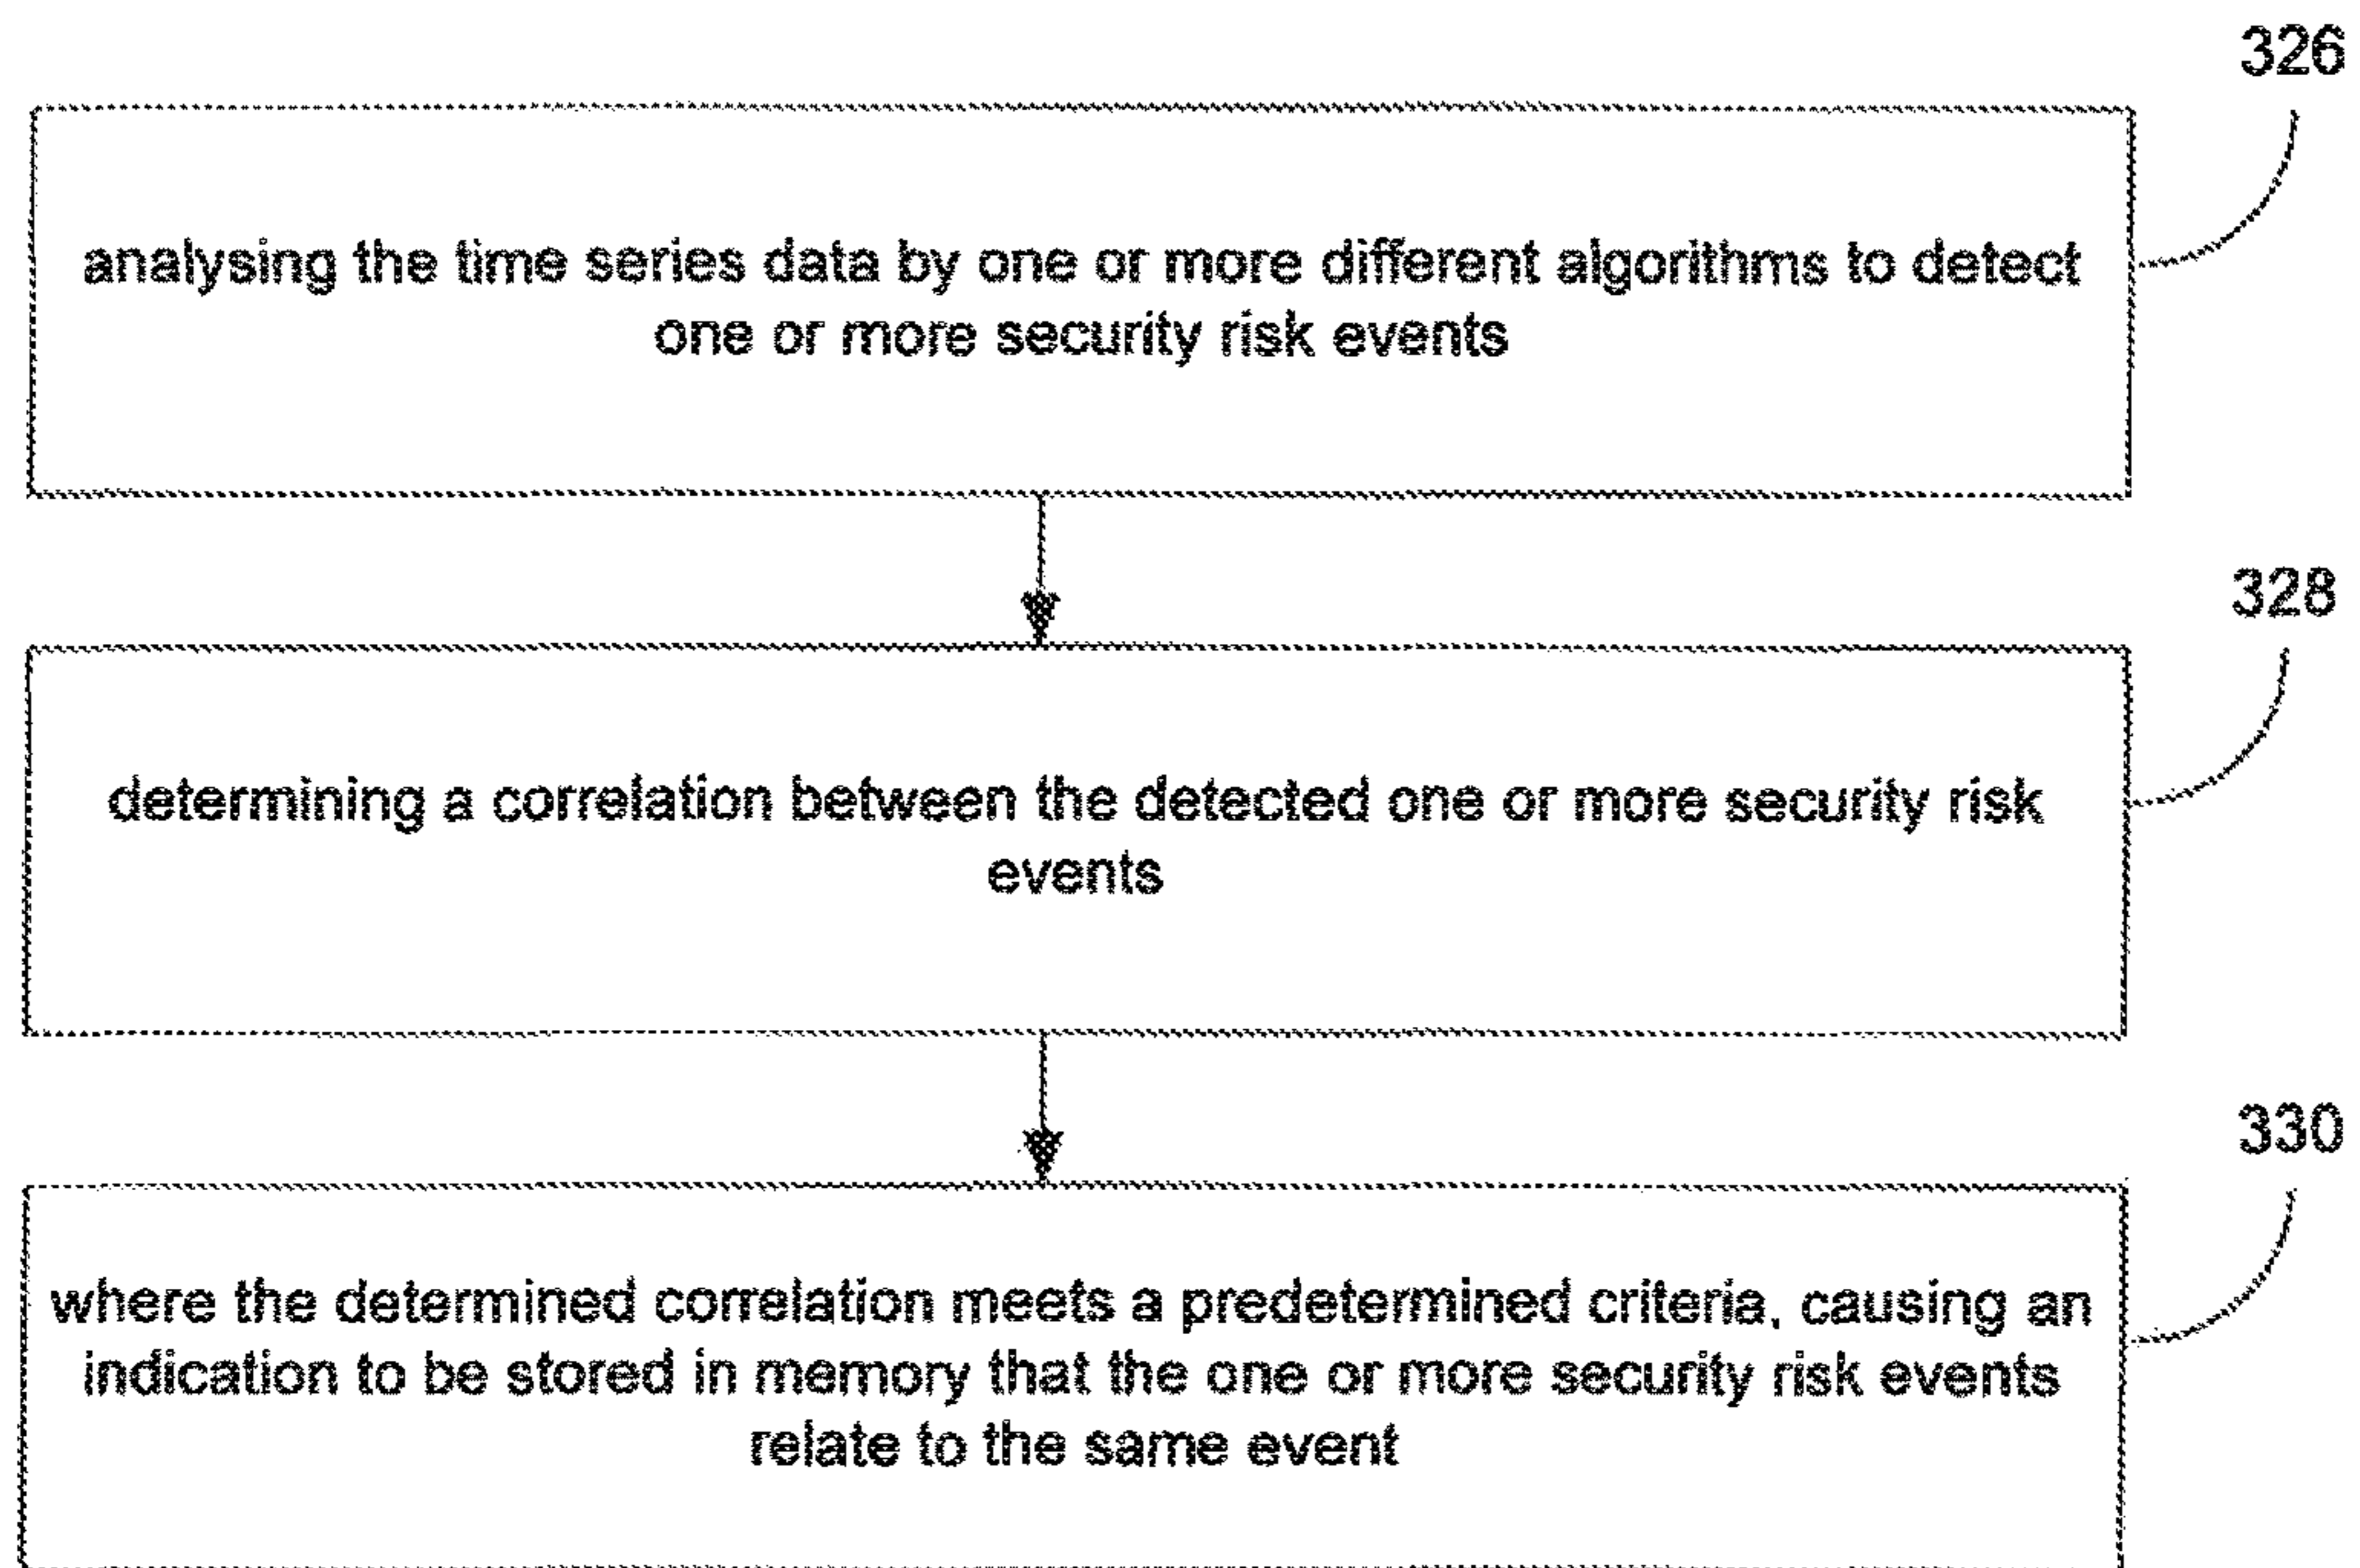 326
analysing the time series data by one or more different algorithms to detect
one or more security risk events
328
determining a correlation between the detected one or more security risk
events
330
where the determined correlation meets a predetermined criteria, causing an
indication to be stored in memory that the one or more security risk events
relate to the same event